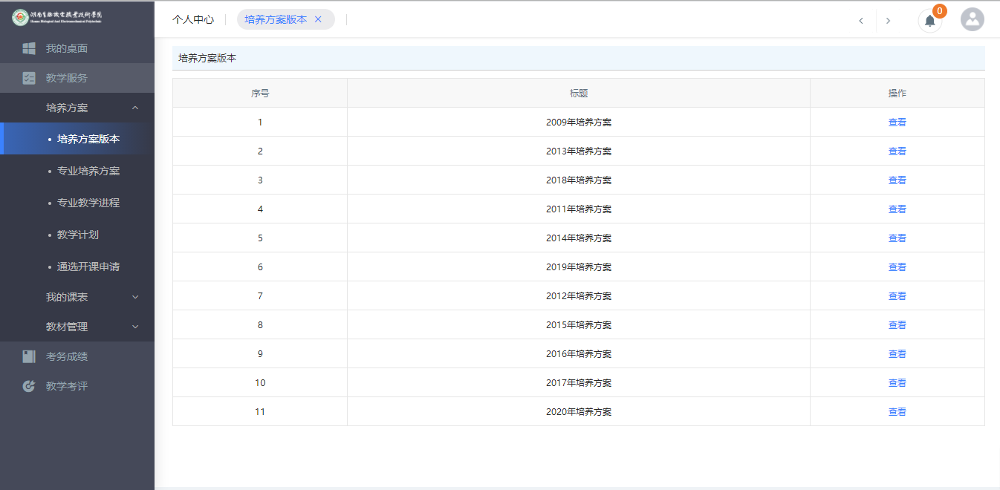 湖南生物机电职业技术学院
Hunan Biological And Electromechanical Polytechnic
我的桌面
教学服务
培养方案
培养方案版本
专业培养方案
专业教学进程
教学计划
通选开课申请
我的课表
教材管理
考务成绩
教学考评
个人中心 培养方案版本 ×
0
培养方案版本
序号 标题 操作
1 2009年培养方案 查看
2 2013年培养方案 查看
3 2018年培养方案 查看
4 2011年培养方案 查看
5 2014年培养方案 查看
6 2019年培养方案 查看
7 2012年培养方案 查看
8 2015年培养方案 查看
9 2016年培养方案 查看
10 2017年培养方案 查看
11 2020年培养方案 查看